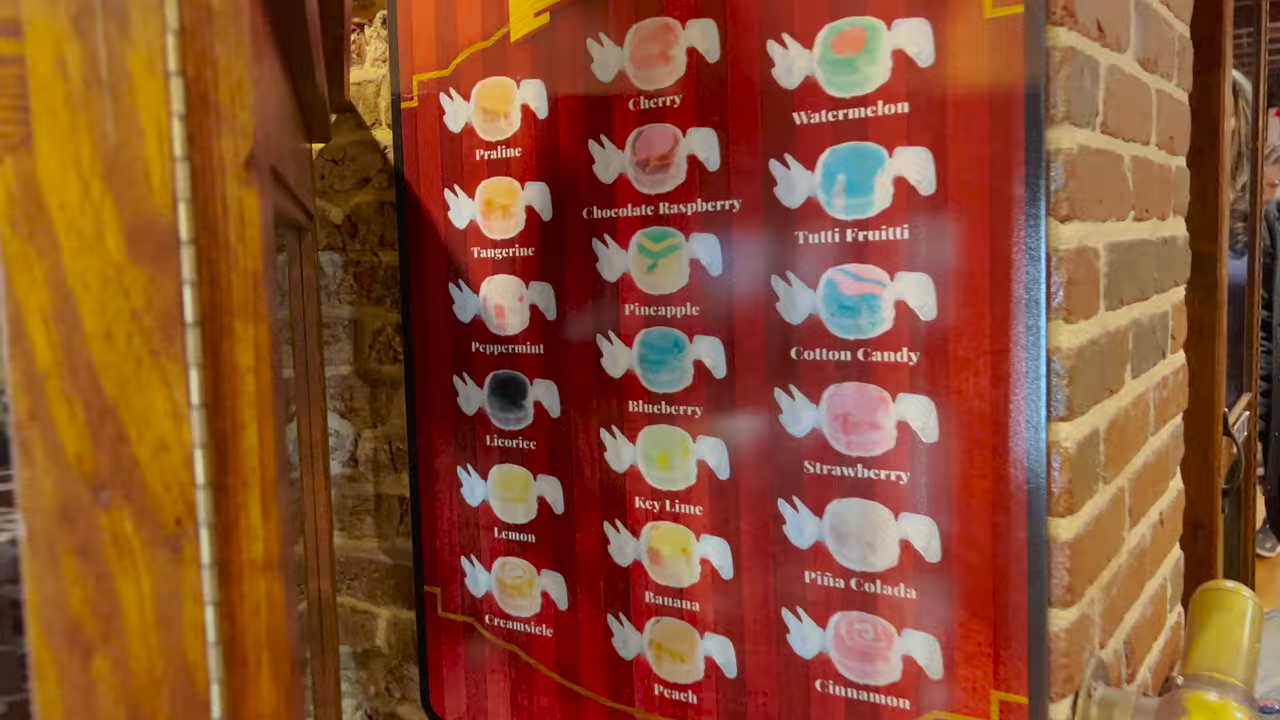 Praline
Tangerine
Peppermint
Licorice
Lemon
Creamsicle
Cherry
Chocolate Raspberry
Pineapple
Blueberry
Key Lime
Banana
Peach
Watermelon
Tutti Fruitti
Cotton Candy
Strawberry
Piña Colada
Cinnamon